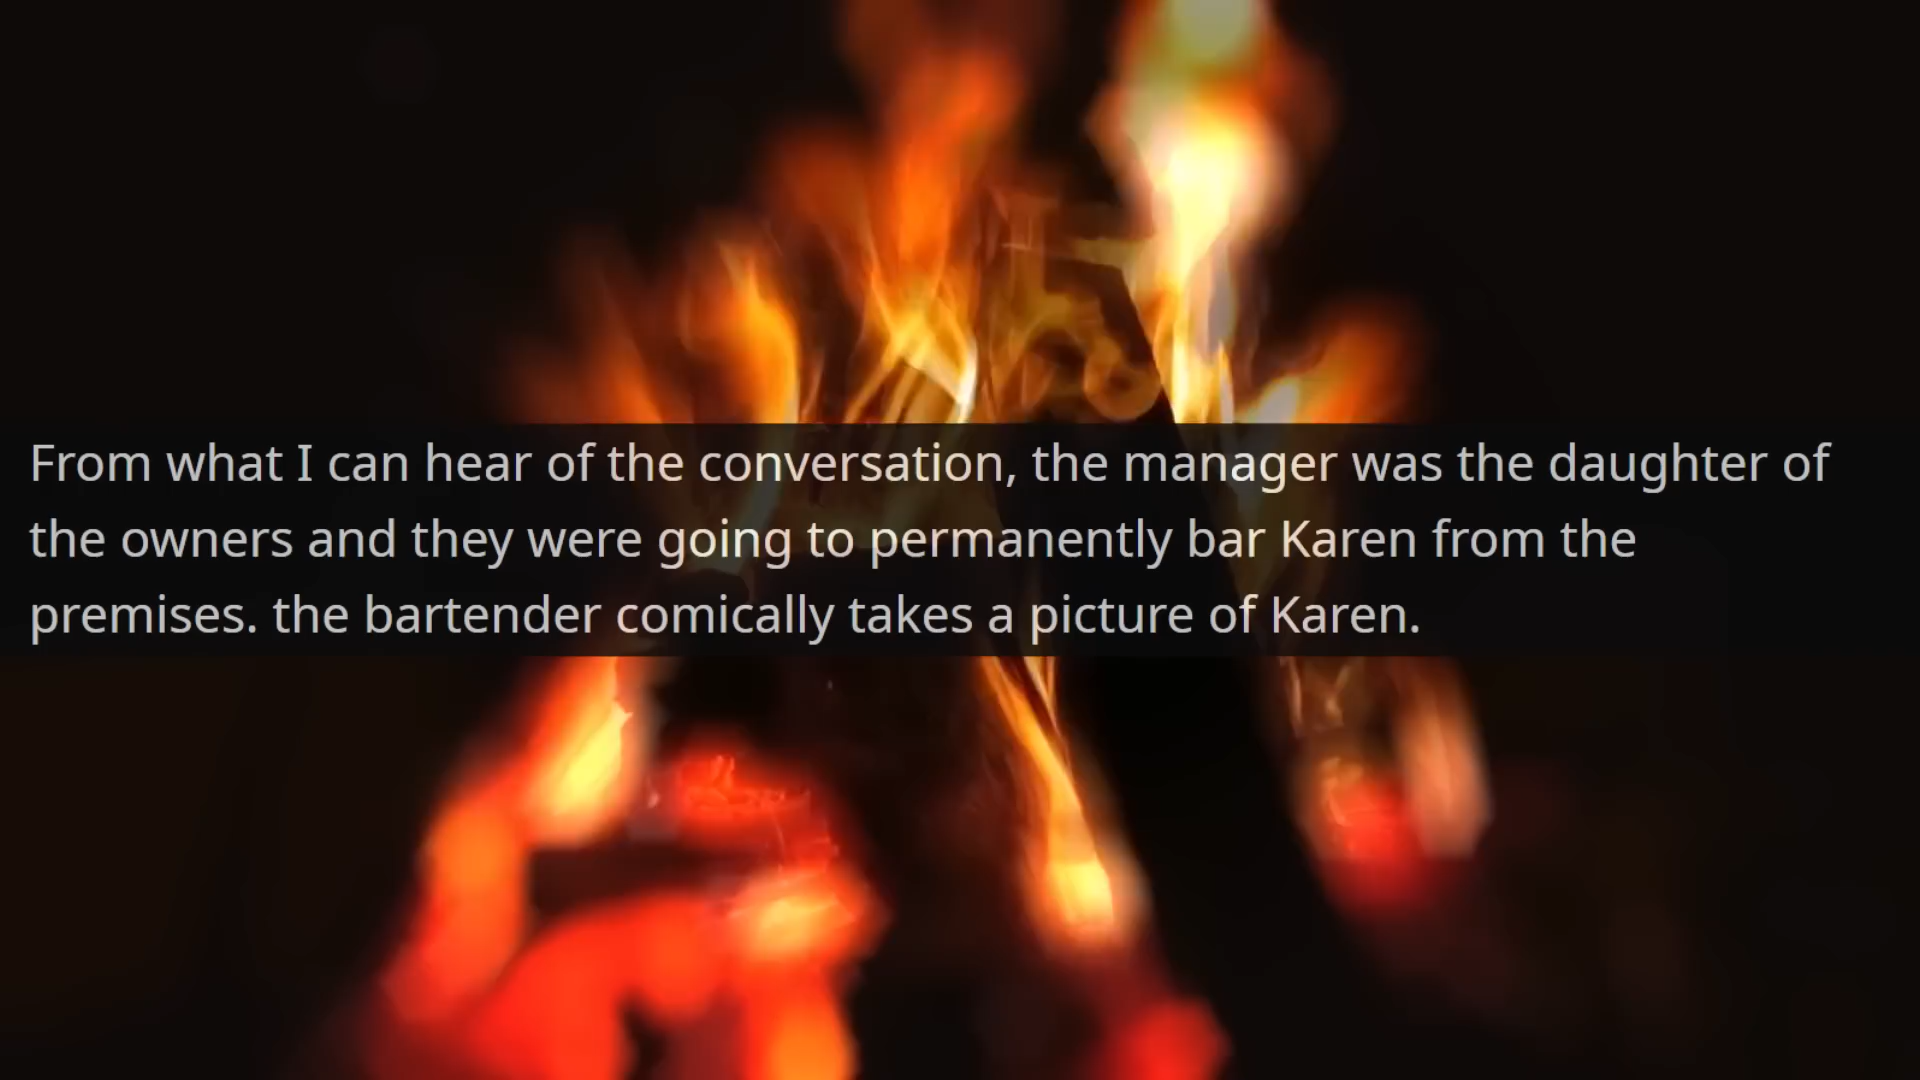 From what I can hear of the conversation, the manager was the daughter of
the owners and they were going to permanently bar Karen from the
premises. the bartender comically takes a picture of Karen.